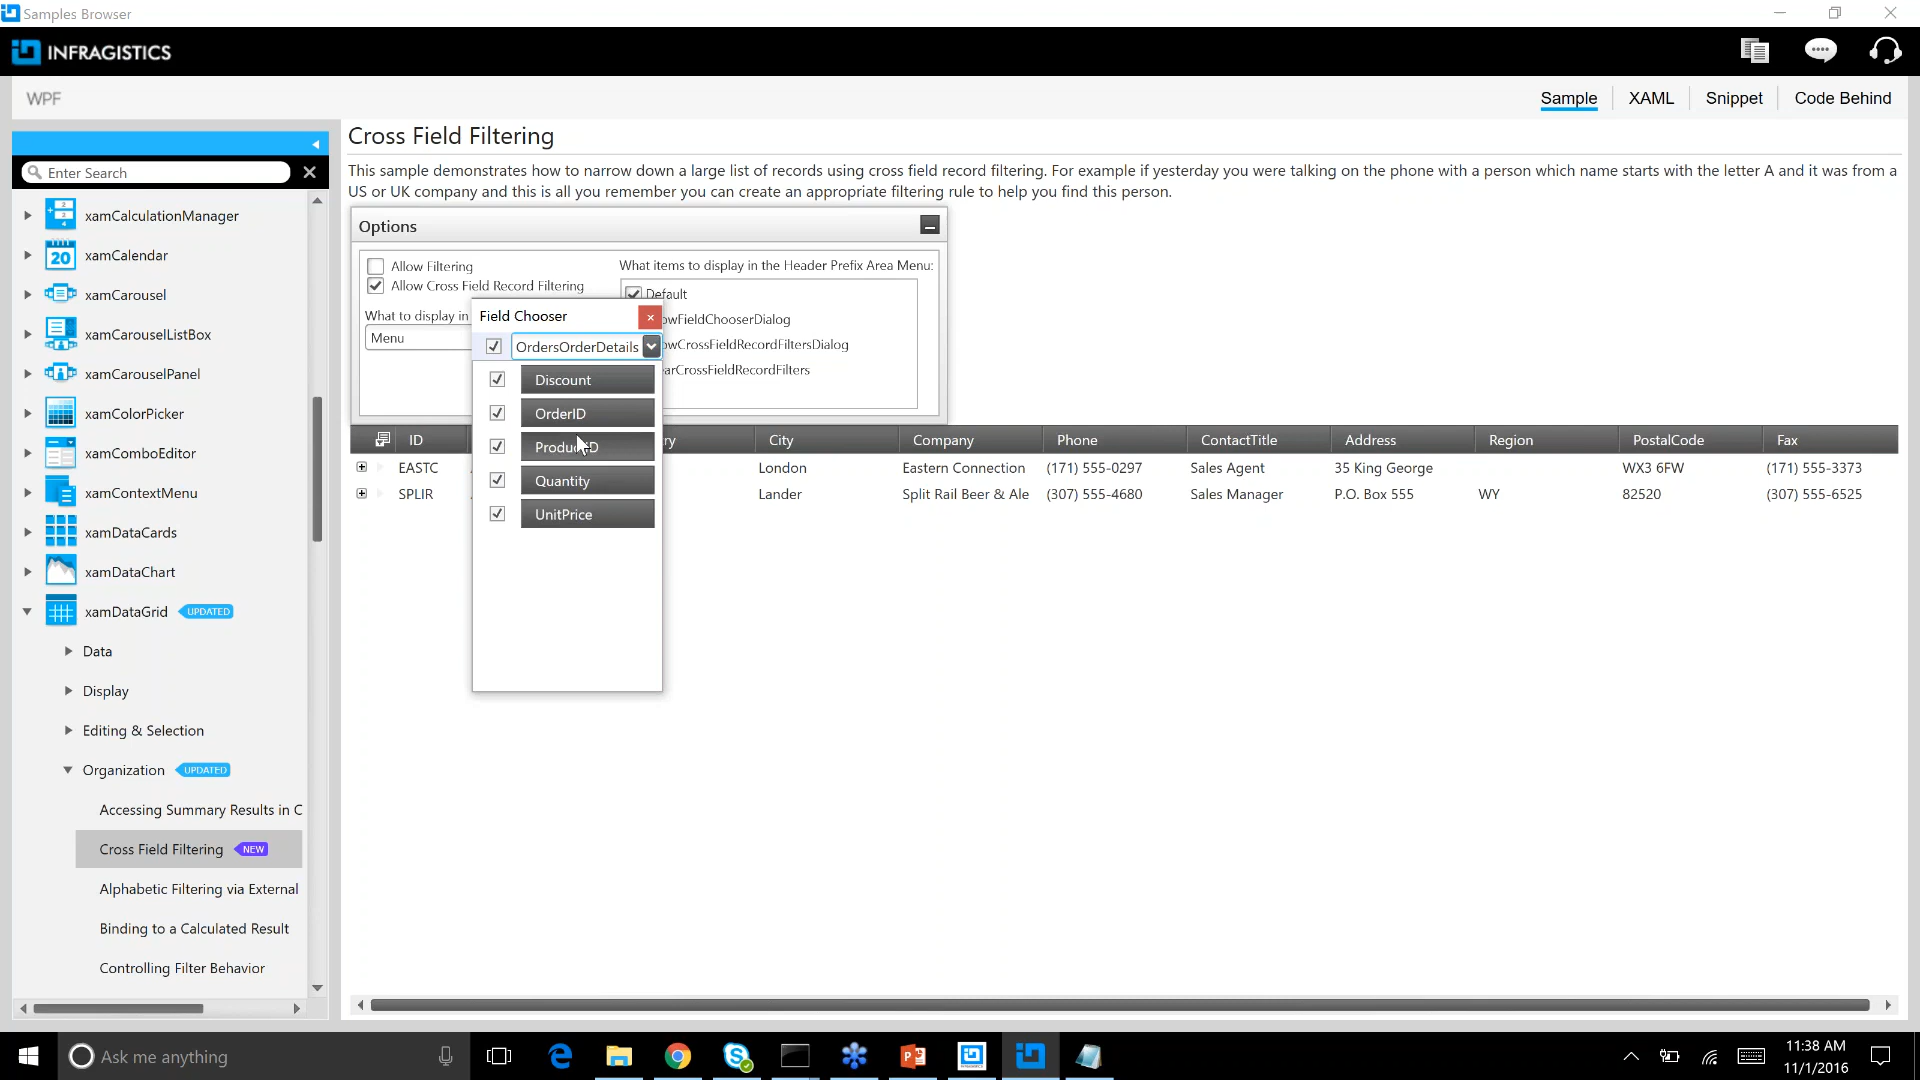 Samples Browser
INFRAGISTICS
WPF
Sample
XAML
Snippet
Code Behind
Enter Search
xamCalculationManager
20
xamCalendar
xamCarousel
xamCarouselListBox
xamCarouselPanel
xamColorPicker
xamComboEditor
xamContextMenu
xamDataCards
xamDataChart
xamDataGrid UPDATED
Data
Display
Editing & Selection
Organization UPDATED
Accessing Summary Results in C
Cross Field Filtering NEW
Alphabetic Filtering via External
Binding to a Calculated Result
Controlling Filter Behavior
Cross Field Filtering
This sample demonstrates how to narrow down a large list of records using cross field record filtering. For example if yesterday you were talking on the phone with a person which name starts with the letter A and it was from a
US or UK company and this is all you remember you can create an appropriate filtering rule to help you find this person.
Options
Allow Filtering
Allow Cross Field Record Filtering
What to display in
Menu
What items to display in the Header Prefix Area Menu:
Default
owFieldChooserDialog
owCrossFieldRecordFiltersDialog
earCrossFieldRecordFilters
Field Chooser
OrdersOrderDetails
Discount
OrderID
ProductID
Quantity
UnitPrice
ID ry City Company Phone ContactTitle Address Region PostalCode Fax
EASTC London Eastern Connection (171) 555-0297 Sales Agent 35 King George WX3 6FW (171) 555-3373
SPLIR Lander Split Rail Beer & Ale (307) 555-4680 Sales Manager P.O. Box 555 WY 82520 (307) 555-6525
Ask me anything
11:38 AM
11/1/2016